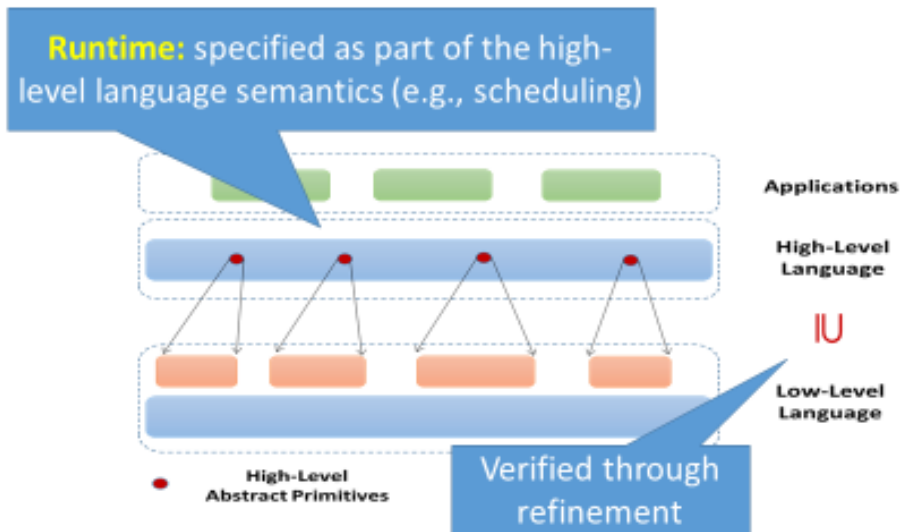 Runtime: specified as part of the high-
level language semantics (e.g., scheduling)
Applications
High-Level
Language
Low-Level
Language
High-Level
Abstract Primitives
Verified through
refinement